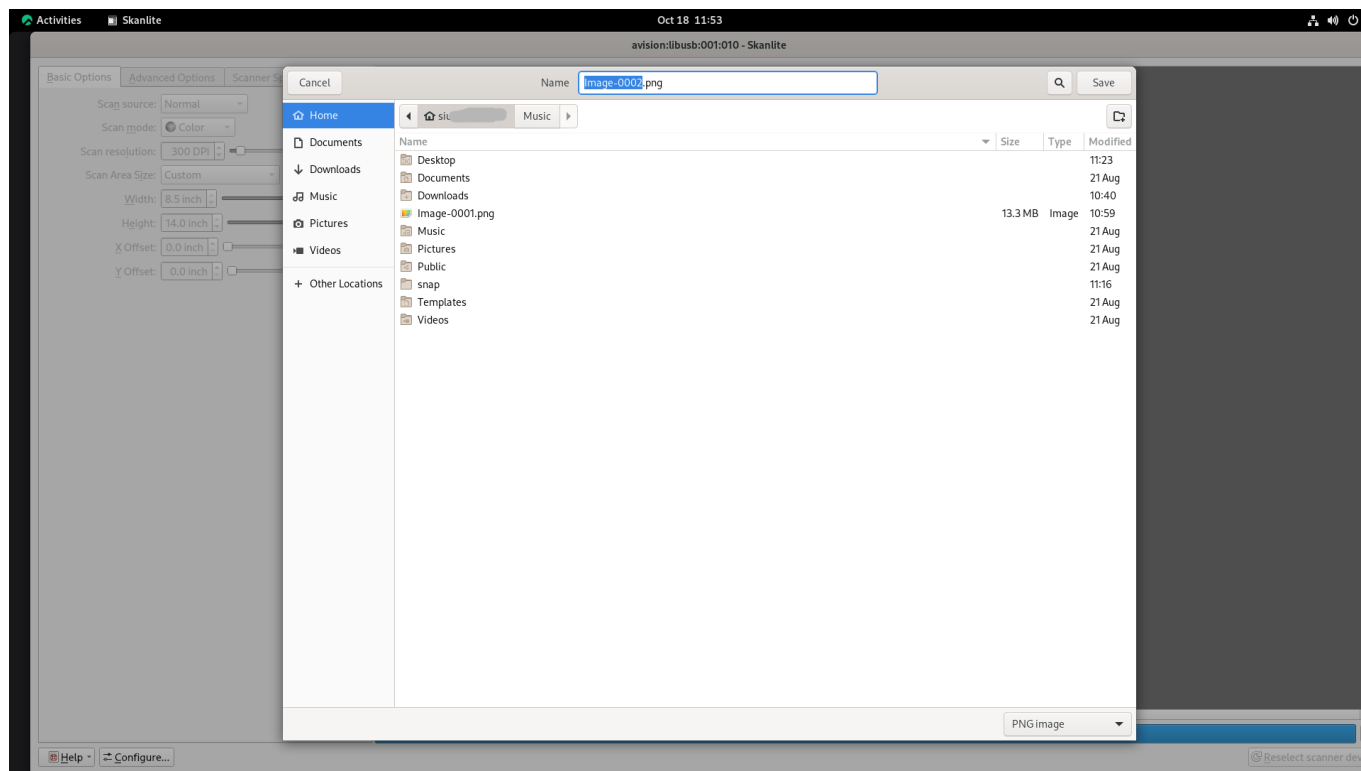 Activities Skanlite Oct 18 11:53
avision:libusb:001:010 - Skanlite
Basic Options Advanced Options Scanner
Cancel Name Image-0002.png Save
Scan source: Normal
Scan mode: Color
Scan resolution: 300 DPI
Scan Area Size: Custom
Width: 8.5 inch
Height: 14.0 inch
X Offset: 0.0 inch
Y Offset: 0.0 inch
Home
Documents
Downloads
Music
Pictures
Videos
+ Other Locations
Music
Name Size Type Modified
Desktop 11:23
Documents 21 Aug
Downloads 10:40
Image-0001.png 13.3 MB Image 10:59
Music 21 Aug
Pictures 21 Aug
Public 21 Aug
snap 11:16
Templates 21 Aug
Videos 21 Aug
PNG image
Help Configure...
Reselect scanner